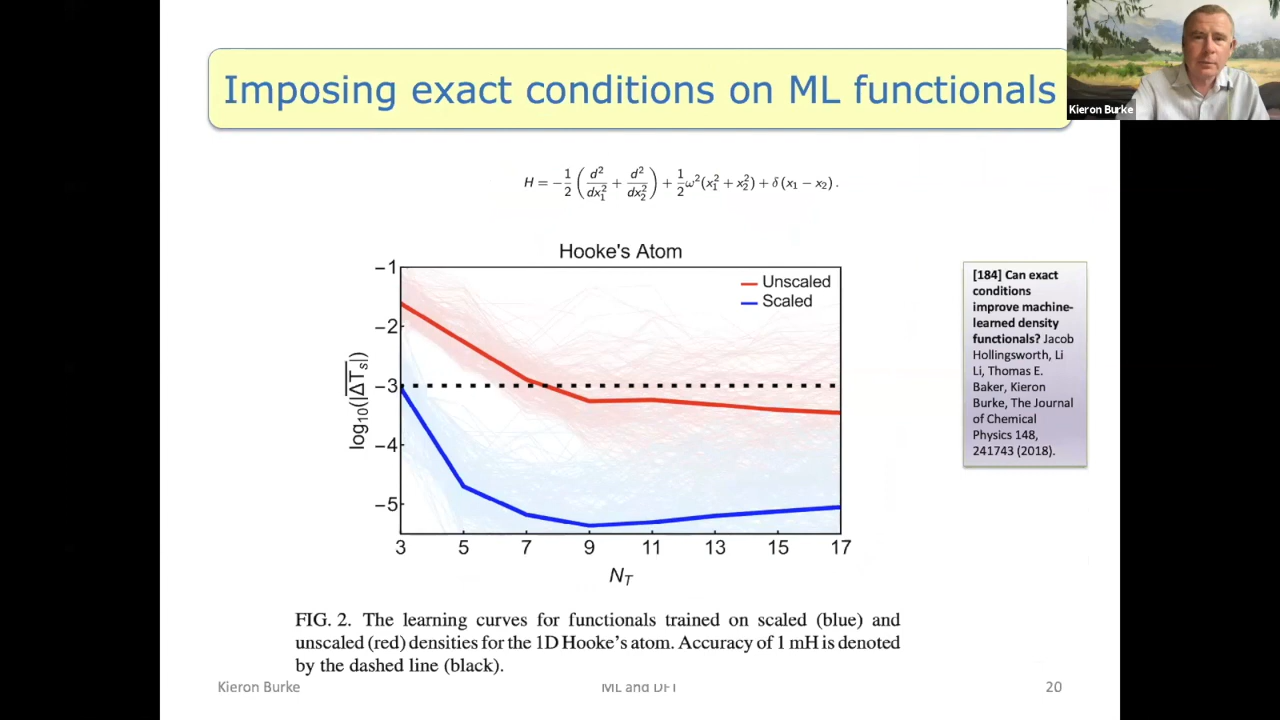 Imposing exact conditions on ML functionals
Kieron Burke
H = −1/2 (d²/dx₁² + d²/dx₂²) + 1/2 ω²(x₁² + x₂²) + δ(x₁ − x₂).
Hooke's Atom
Unscaled
Scaled
−1
−2
−3
−4
−5
log₁₀(|ΔTₛ|)
3 5 7 9 11 13 15 17
N_T
[184] Can exact
conditions
improve machine-
learned density
functionals? Jacob
Hollingsworth, Li
Li, Thomas E.
Baker, Kieron
Burke, The Journal
of Chemical
Physics 148,
241743 (2018).
FIG. 2. The learning curves for functionals trained on scaled (blue) and
unscaled (red) densities for the 1D Hooke's atom. Accuracy of 1 mH is denoted
by the dashed line (black).
Kieron Burke
ML and DFT
20